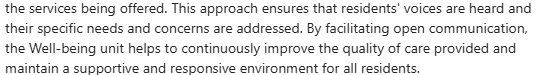 the services being offered. This approach ensures that residents' voices are heard and
their specific needs and concerns are addressed. By facilitating open communication,
the Well-being unit helps to continuously improve the quality of care provided and
maintain a supportive and responsive environment for all residents.